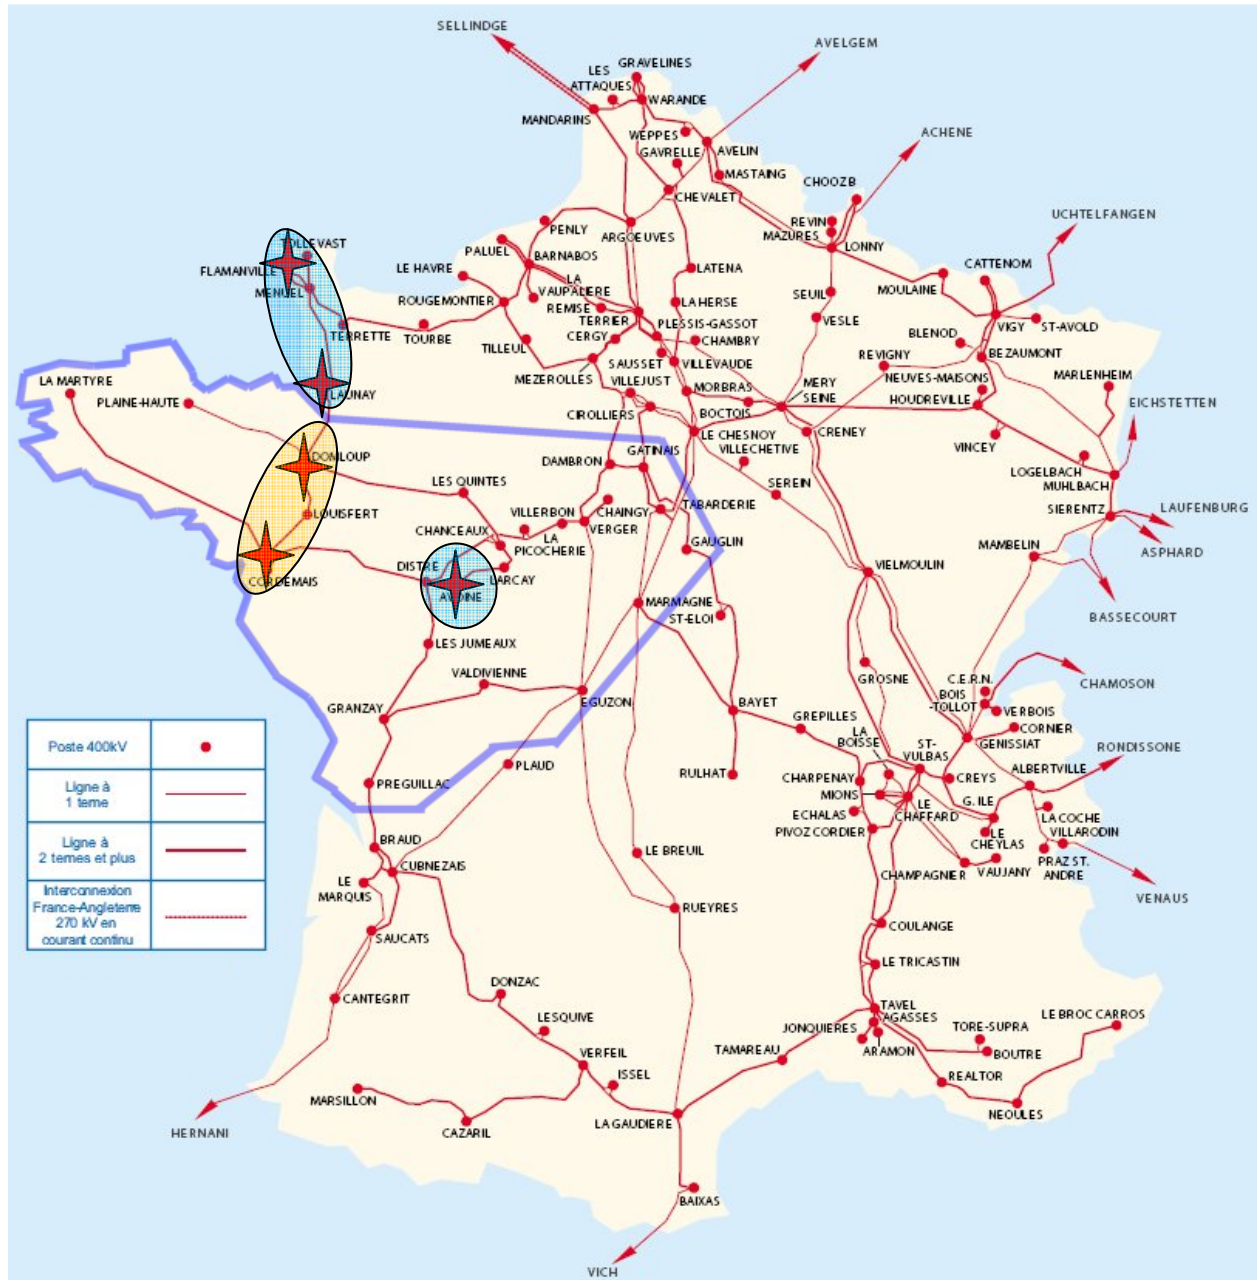 SELLINDGE
AVELGEM
GRAVELINES
LES
ATTAQUES
WARANDE
MANDARINS
WEPPES
AVELIN
GAVRELLE
MASTAING
ACHENE
CHEVALET
CHOOZB
REVIN
MAZURES
LONNY
UCHTELFANGEN
PENLY
ARGOEUVES
PALUEL
BARNABOS
TOLLEVAST
FLAMANVILLE
MENUEL
LE HAVRE
LA
VAUPALIERE
LATENA
CATTENOM
MOULAINE
ROUGEMONTIER
REMISE
LA HERSE
SEUIL
TERRIER
PLESSIS-GASSOT
VESLE
VIGY
ST-AVOLD
TERRETTE
TOURBE
TILLEUL
CERGY
CHAMBRY
BLENOD
BEZAUMONT
SAUSSET
VILLEVAUDE
REVIGNY
MEZEROLLES
VILLEJUST
MORBRAS
MERY
SEINE
NEUVES-MAISONS
MARLENHEIM
LA MARTYRE
PLAINE-HAUTE
LAUNAY
CIROLLIERS
BOCTOIS
HOUDREVILLE
EICHSTETTEN
LE CHESNOY
CRENEY
VINCEY
DOMLOUP
GATINAIS
VILLECHETIVE
DAMBRON
LOGELBACH
MUHLBACH
LES QUINTES
SEREIN
LOUISFERT
VILLERBON
CHAINGY
TABARDERIE
SIERENTZ
LAUFENBURG
CHANCEAUX
LA
PICOCHERIE
VERGER
ASPHARD
GAUGLIN
MAMBELIN
DISTRE
LARCAY
CORDEMAIS
AVOINE
VIELMOULIN
MARMAGNE
ST-ELOI
BASSECOURT
LES JUMEAUX
VALDIVIENNE
GROSNE
C.E.R.N.
BOIS
-TOLLOT
CHAMOSON
EGUZON
GRANZAY
BAYET
VERBOIS
CORNIER
GREPILLES
LA
BOISSE
ST-
VULBAS
GENISSIAT
RONDISSONE
Poste 400kV
PLAUD
RULHAT
ALBERTVILLE
PREGUILLAC
CHARPENAY
CREYS
MIONS
Ligne à
1 terne
LE
CHAFFARD
G. ILE
ECHALAS
LA COCHE
PIVOZ CORDIER
LE
CHEYLAS
VILLARODIN
BRAUD
Ligne à
2 ternes et plus
LE BREUIL
CUBNEZAIS
PRAZ ST.
ANDRE
CHAMPAGNIER
VAUJANY
LE
MARQUIS
VENAUS
Interconnexion
France-Angleterre
270 kV en
courant continu
RUEYRES
COULANGE
SAUCATS
LE TRICASTIN
DONZAC
CANTEGRIT
TAVEL
AGASSES
LE BROC CARROS
LESQUIVE
JONQUIERES
TORE-SUPRA
ARAMON
BOUTRE
TAMAREAU
VERFEIL
ISSEL
REALTOR
MARSILLON
NEOULES
HERNANI
CAZARIL
LA GAUDIERE
BAIXAS
VICH